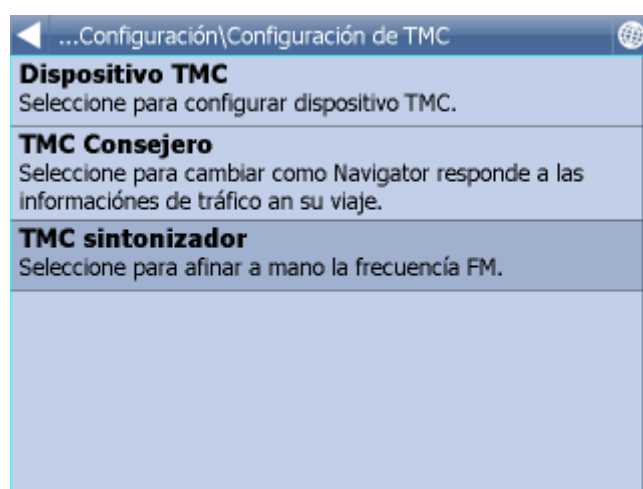 ...Configuración\Configuración de TMC
Dispositivo TMC
Seleccione para configurar dispositivo TMC.
TMC Consejero
Seleccione para cambiar como Navigator responde a las
informaciónes de tráfico an su viaje.
TMC sintonizador
Seleccione para afinar a mano la frecuencía FM.